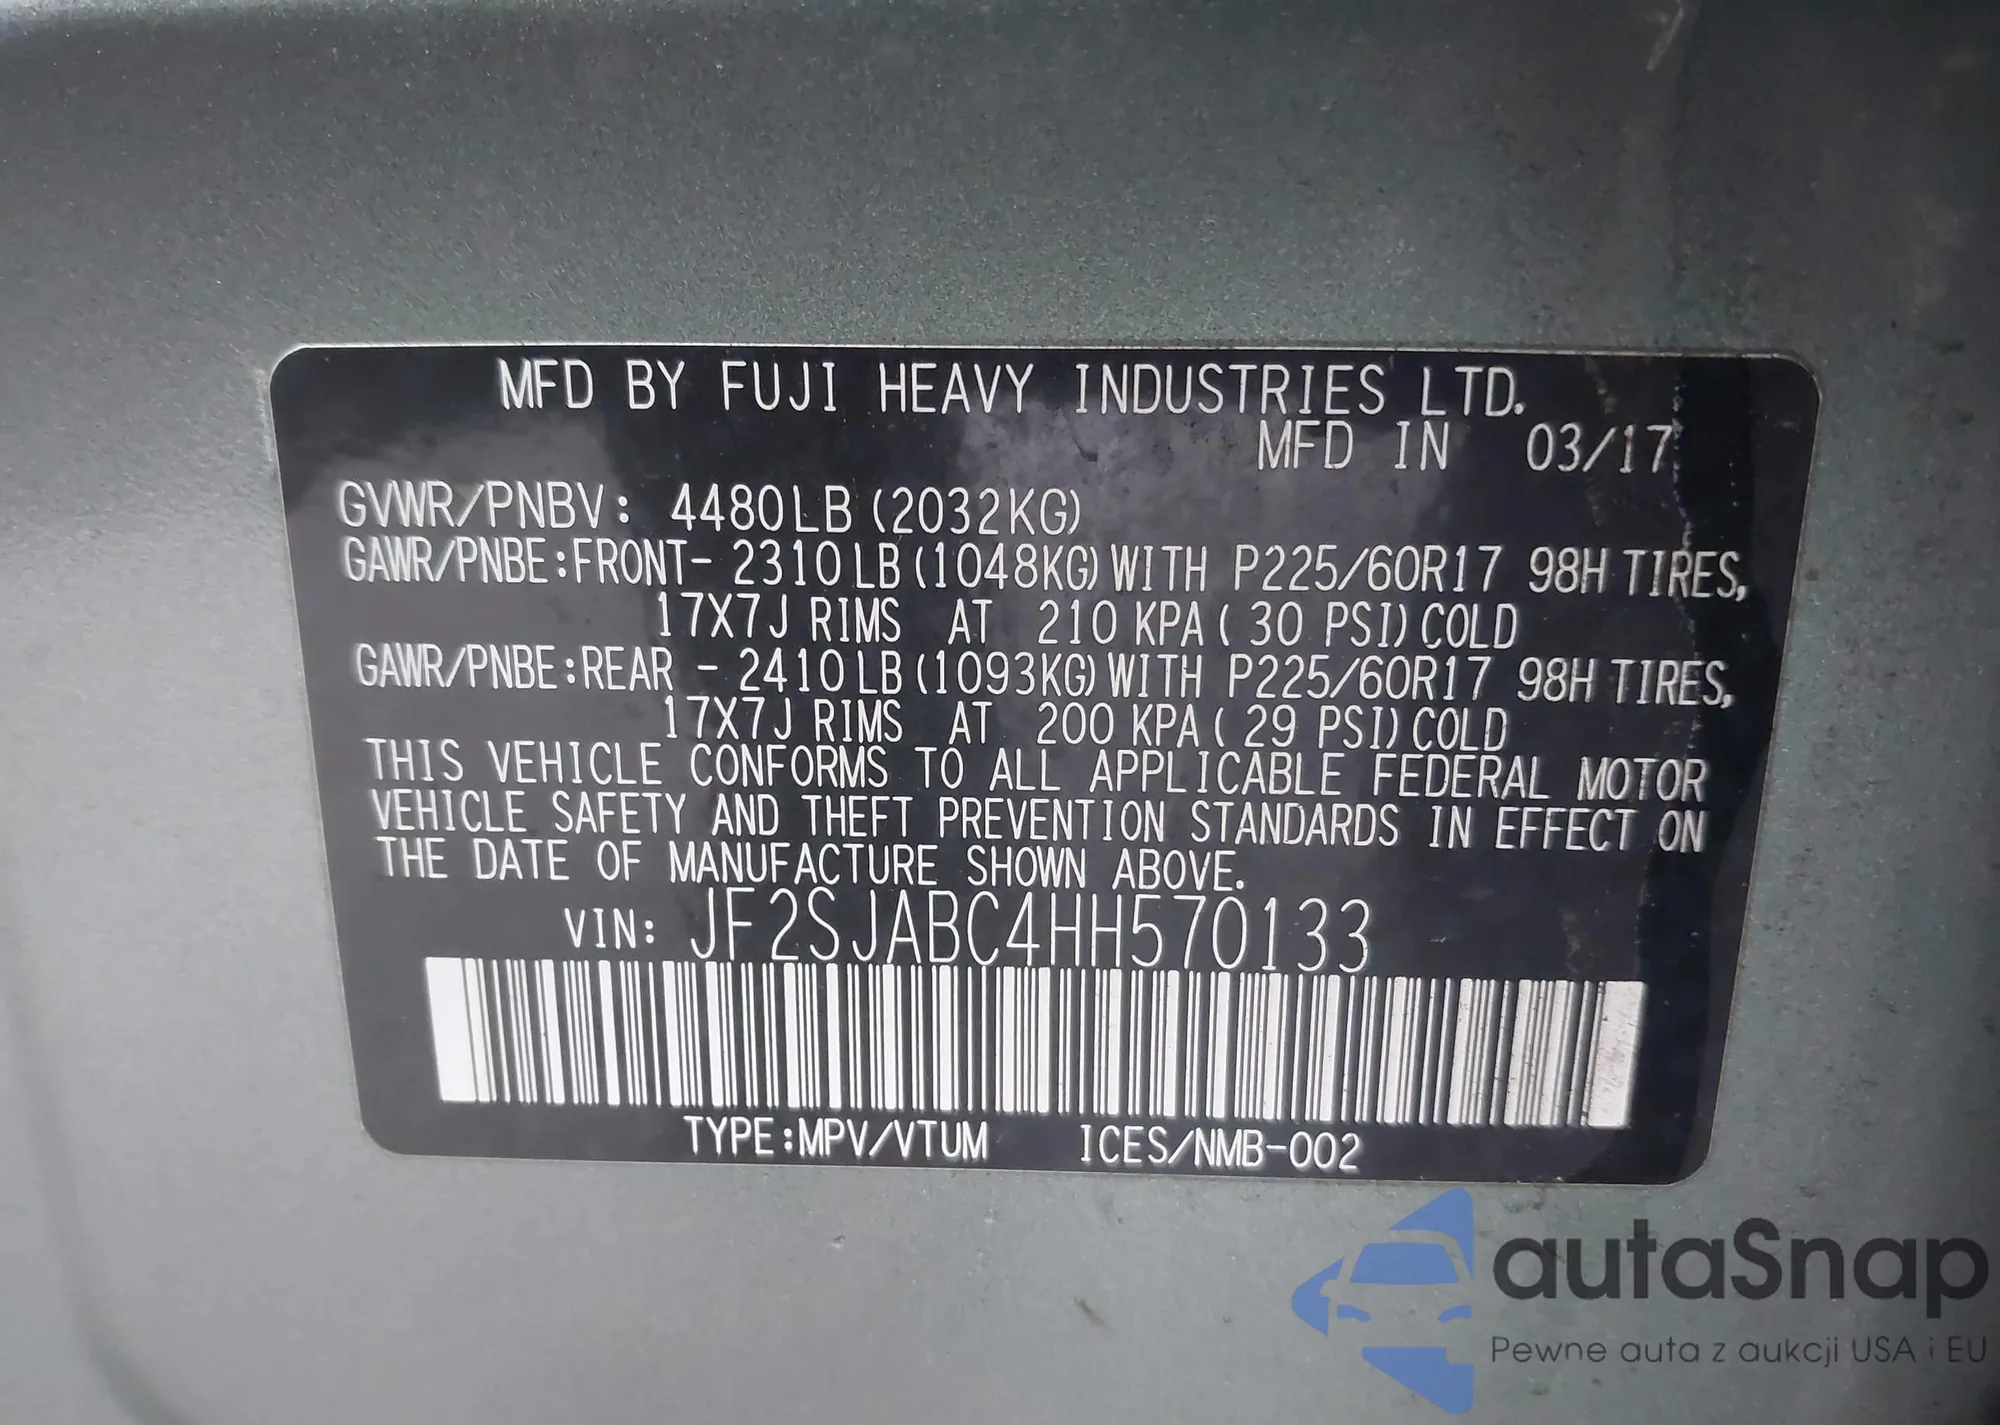 MFD BY FUJI HEAVY INDUSTRIES LTD.
MFD IN 03/17
GVWR/PNBV: 4480LB (2032KG)
GAWR/PNBE:FRONT- 2310LB (1048KG) WITH P225/60R17 98H TIRES,
17X7J RIMS AT 210 KPA ( 30 PSI) COLD
GAWR/PNBE:REAR - 2410LB (1093KG) WITH P225/60R17 98H TIRES,
17X7J RIMS AT 200 KPA ( 29 PSI) COLD
THIS VEHICLE CONFORMS TO ALL APPLICABLE FEDERAL MOTOR
VEHICLE SAFETY AND THEFT PREVENTION STANDARDS IN EFFECT ON
THE DATE OF MANUFACTURE SHOWN ABOVE.
VIN: JF2SJABC4HH570133
TYPE:MPV/VTUM ICES/NMB-002
autaSnap
Pewne auta z aukcji USA i EU